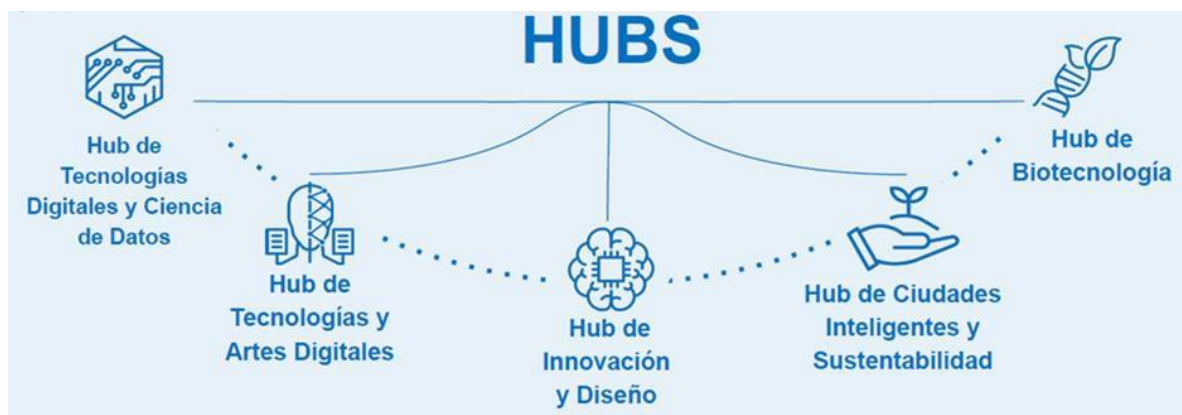 HUBS
Hub de
Tecnologías
Digitales y Ciencia
de Datos
Hub de
Tecnologías y
Artes Digitales
Hub de
Innovación
y Diseño
Hub de Ciudades
Inteligentes y
Sustentabilidad
Hub de
Biotecnología